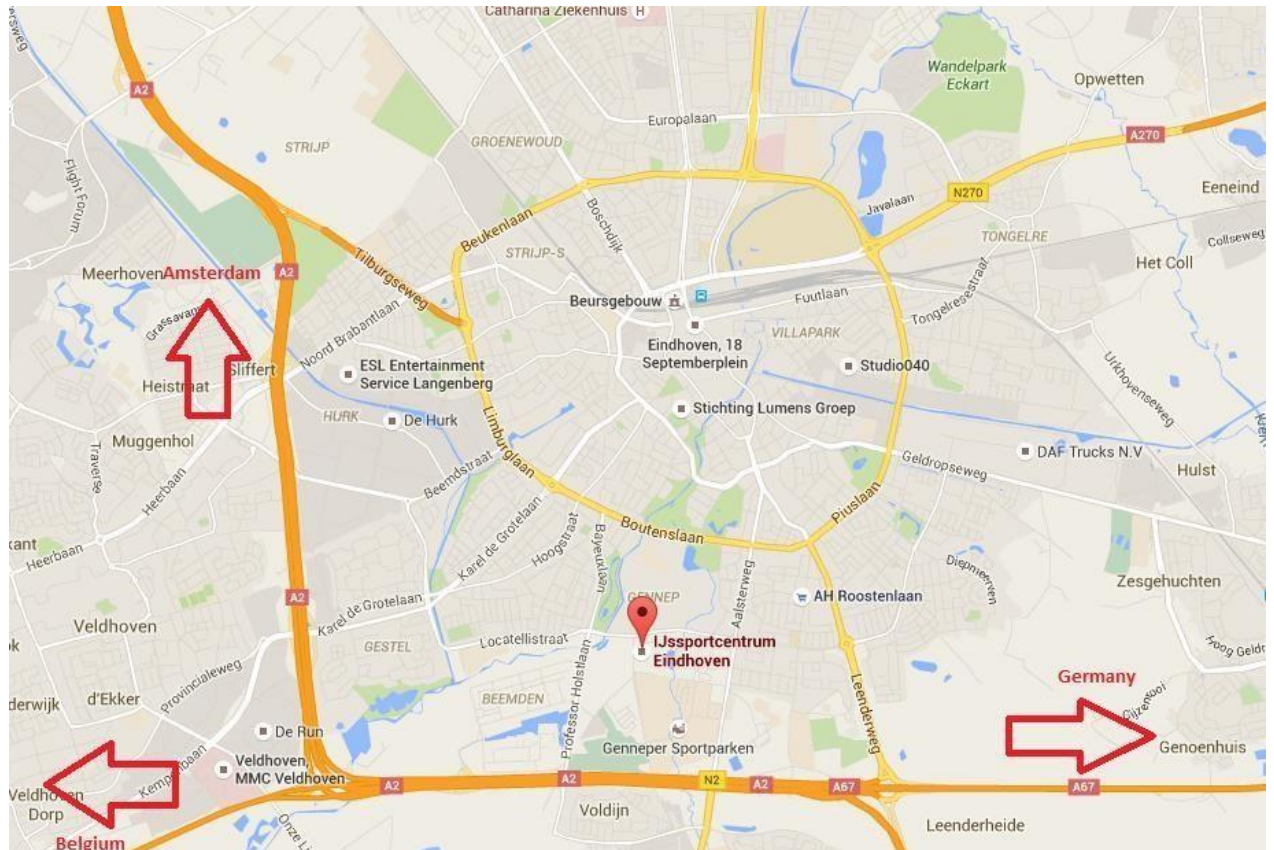 Catharina Ziekenhuis H
A2
Wandelpark
Eckart
Opwetten
Europalaan
A270
STRIJP
GROENEWOUD
Flight Forum
Eeneind
N270
Javalaan
Boschdijk
Beukenlaan
TONGELRE
Collseweg
STRIJP-S
Tilburgseweg
Het Coll
Meerhoven
Amsterdam
A2
Beursgebouw
Fuutlaan
Tongelresestraat
Noord Brabantlaan
VILLAPARK
Eindhoven, 18
Septemberplein
Studio040
ESL Entertainment
Service Langenberg
Sliffert
Heistraat
Urkhovenseweg
HURK
De Hurk
Stichting Lumens Groep
Limburglaan
Muggenhol
Traverse
DAF Trucks N.V
Geldropseweg
Hulst
Beemdstraat
Heerbaan
Piuslaan
Karel de Grotelaan
Hoogstraat
Bayeuxlaan
Boutenslaan
Heerbaan
Diepmeerven
Zesgehuchten
A2
GENNEP
Aalsterweg
AH Roostenlaan
Karel de Grotelaan
Veldhoven
Locatellistraat
IJssportcentrum
Eindhoven
GESTEL
Provincialeweg
Professor Holstlaan
Leenderweg
Germany
d'Ekker
BEEMDEN
De Run
Genneper Sportparken
Genoenhuis
Veldhoven,
MMC Veldhoven
Kempenbaan
A2
A2
N2
A2
A67
A67
Veldhoven
Dorp
Voldijn
Leenderheide
Belgium